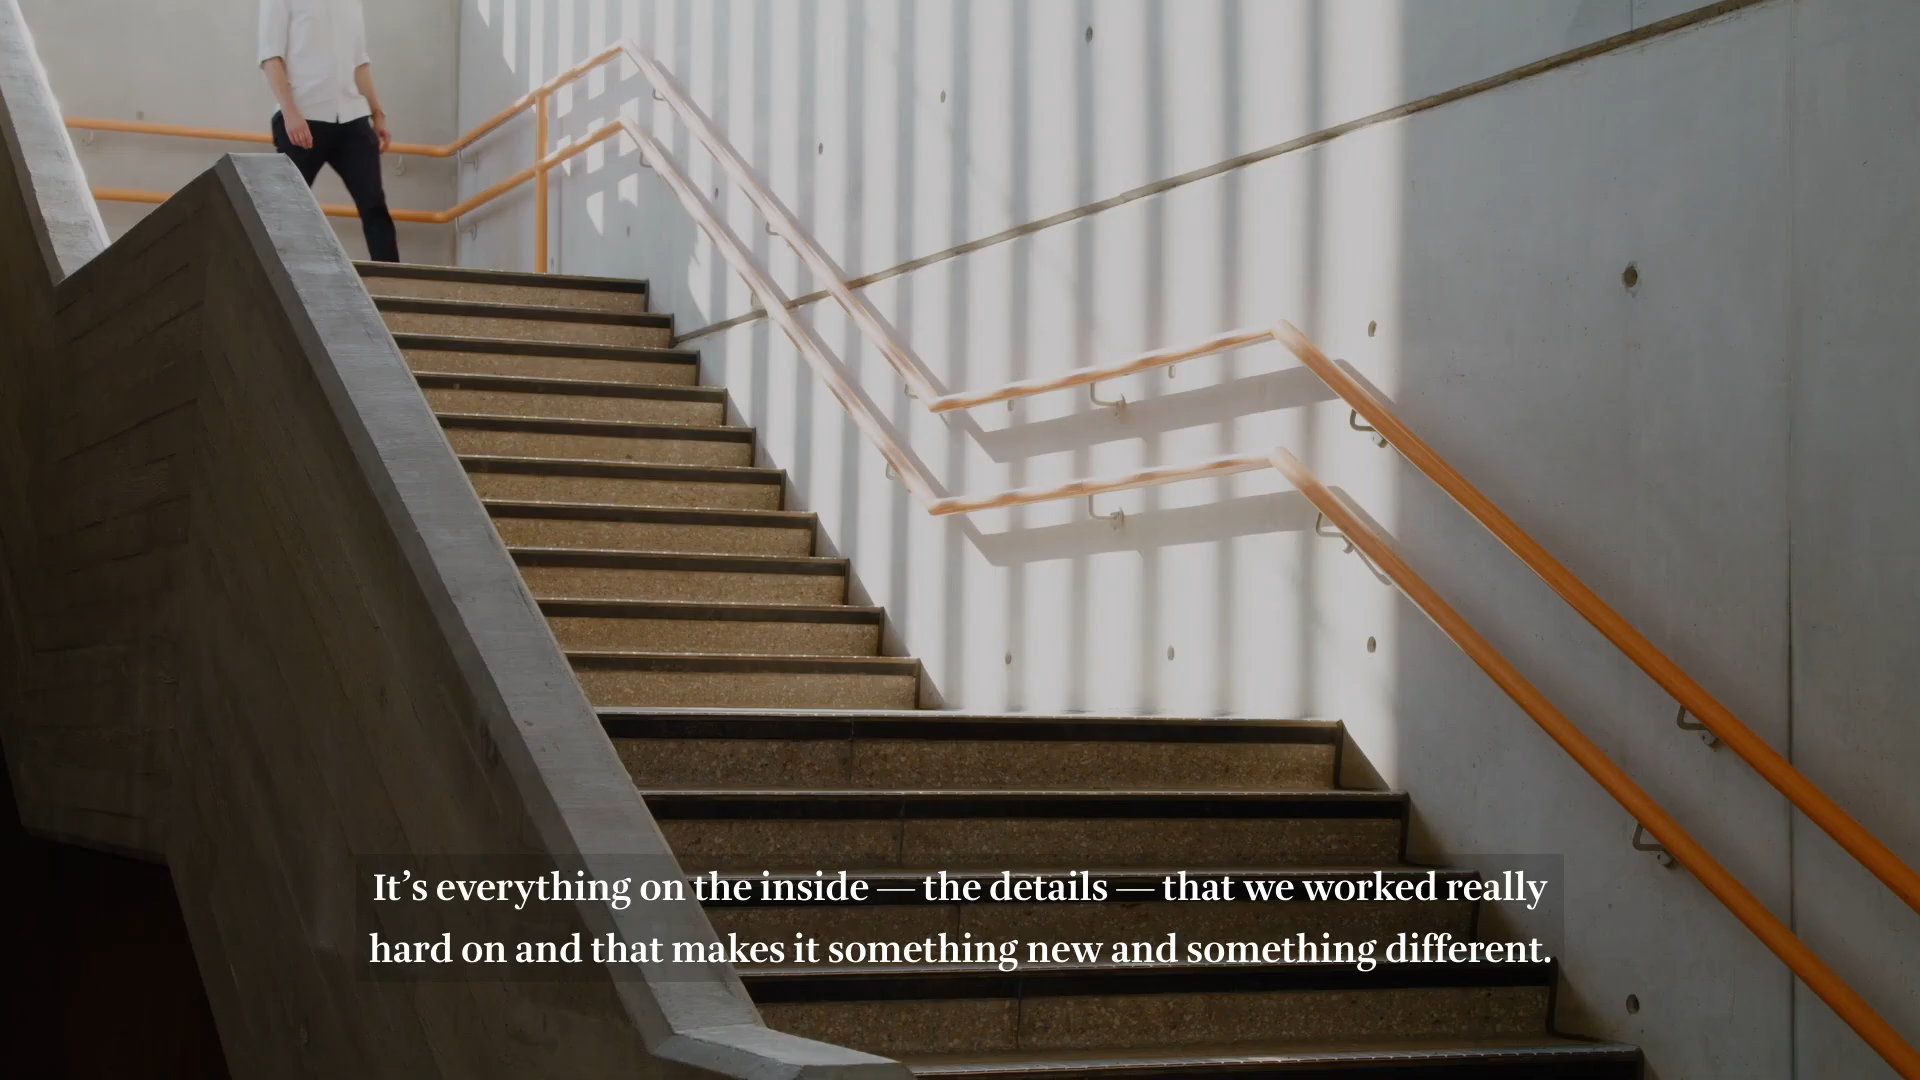 It’s everything on the inside — the details — that we worked really
hard on and that makes it something new and something different.